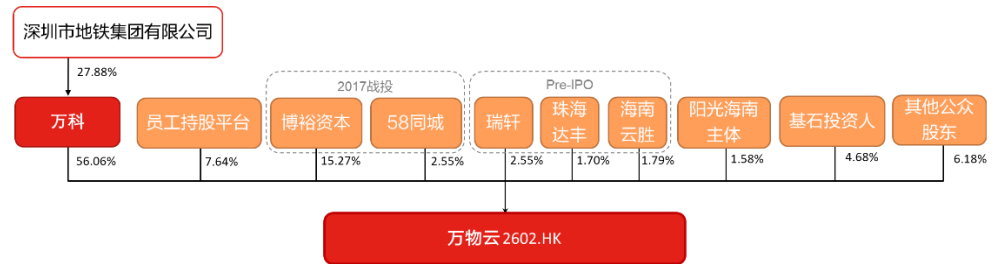 深圳市地铁集团有限公司
27.88%
2017战投
Pre-IPO
万科
员工持股平台
博裕资本
58同城
瑞轩
珠海
达丰
海南
云胜
阳光海南
主体
基石投资人
其他公众
股东
56.06%
7.64%
15.27%
2.55%
2.55%
1.70%
1.79%
1.58%
4.68%
6.18%
万物云 2602.HK